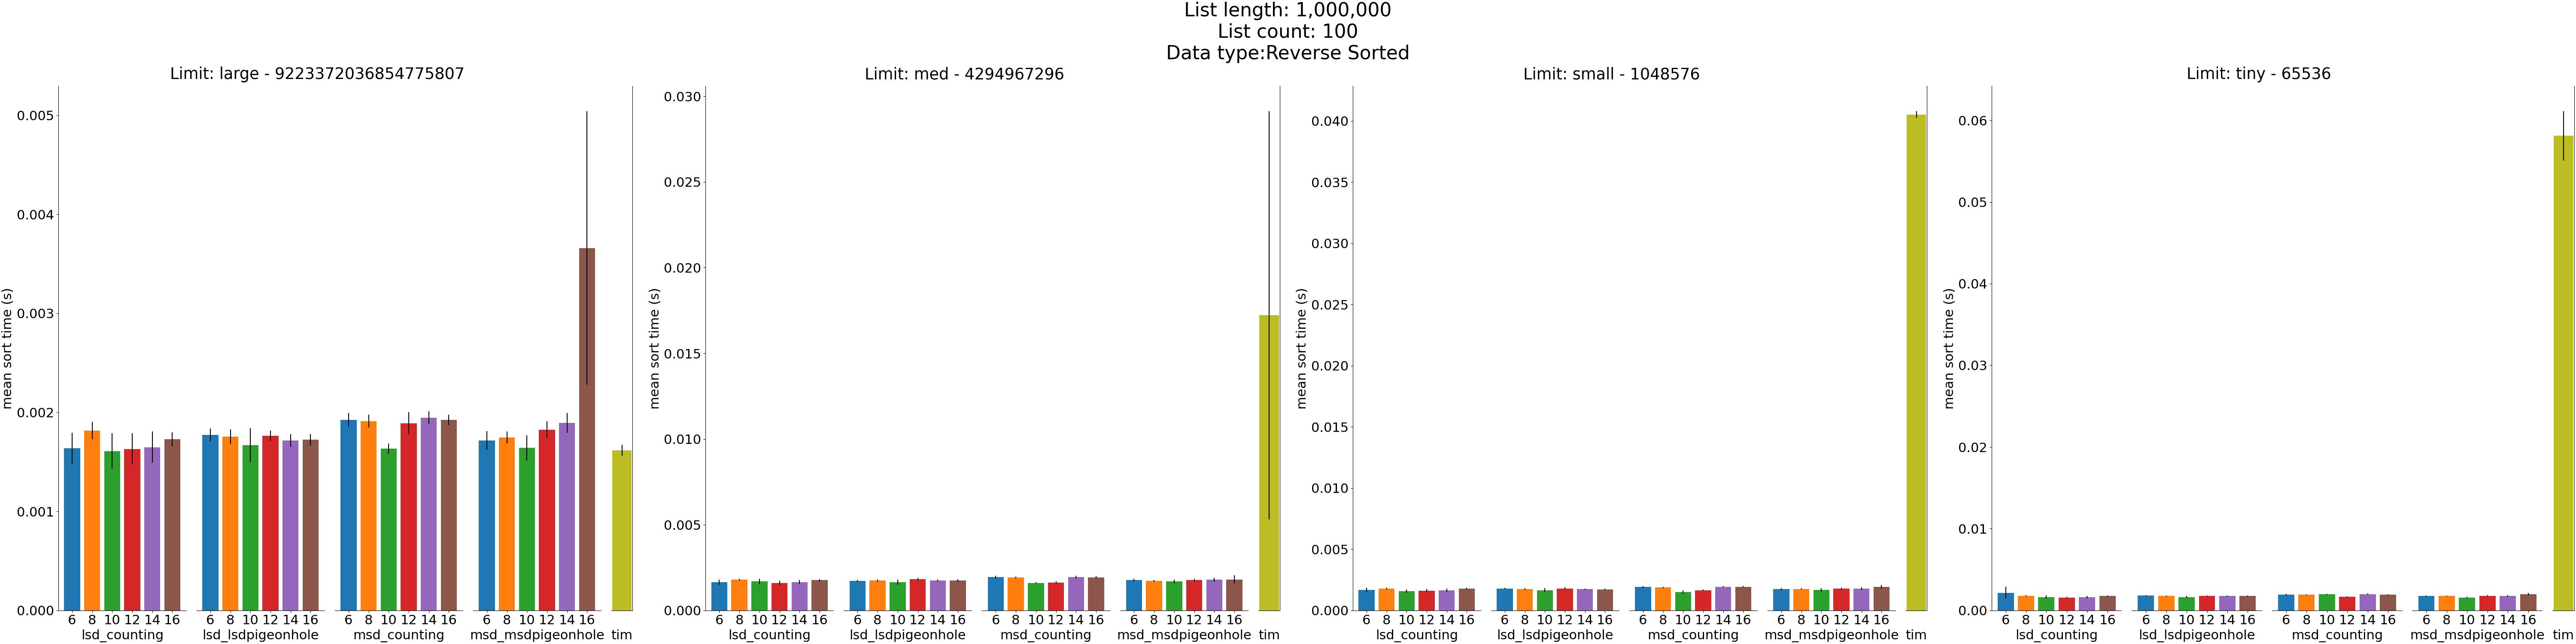 List length: 1,000,000
List count: 100
Data type:Reverse Sorted
Limit: large - 9223372036854775807
mean sort time (s)
0.005
0.004
0.003
0.002
0.001
0.000
6 8 10 12 14 16 6 8 10 12 14 16 6 8 10 12 14 16 6 8 10 12 14 16
lsd_counting lsd_lsdpigeonhole msd_counting msd_msdpigeonhole tim
Limit: med - 4294967296
mean sort time (s)
0.030
0.025
0.020
0.015
0.010
0.005
0.000
6 8 10 12 14 16 6 8 10 12 14 16 6 8 10 12 14 16 6 8 10 12 14 16
lsd_counting lsd_lsdpigeonhole msd_counting msd_msdpigeonhole tim
Limit: small - 1048576
mean sort time (s)
0.040
0.035
0.030
0.025
0.020
0.015
0.010
0.005
0.000
6 8 10 12 14 16 6 8 10 12 14 16 6 8 10 12 14 16 6 8 10 12 14 16
lsd_counting lsd_lsdpigeonhole msd_counting msd_msdpigeonhole tim
Limit: tiny - 65536
mean sort time (s)
0.06
0.05
0.04
0.03
0.02
0.01
0.00
6 8 10 12 14 16 6 8 10 12 14 16 6 8 10 12 14 16 6 8 10 12 14 16
lsd_counting lsd_lsdpigeonhole msd_counting msd_msdpigeonhole tim